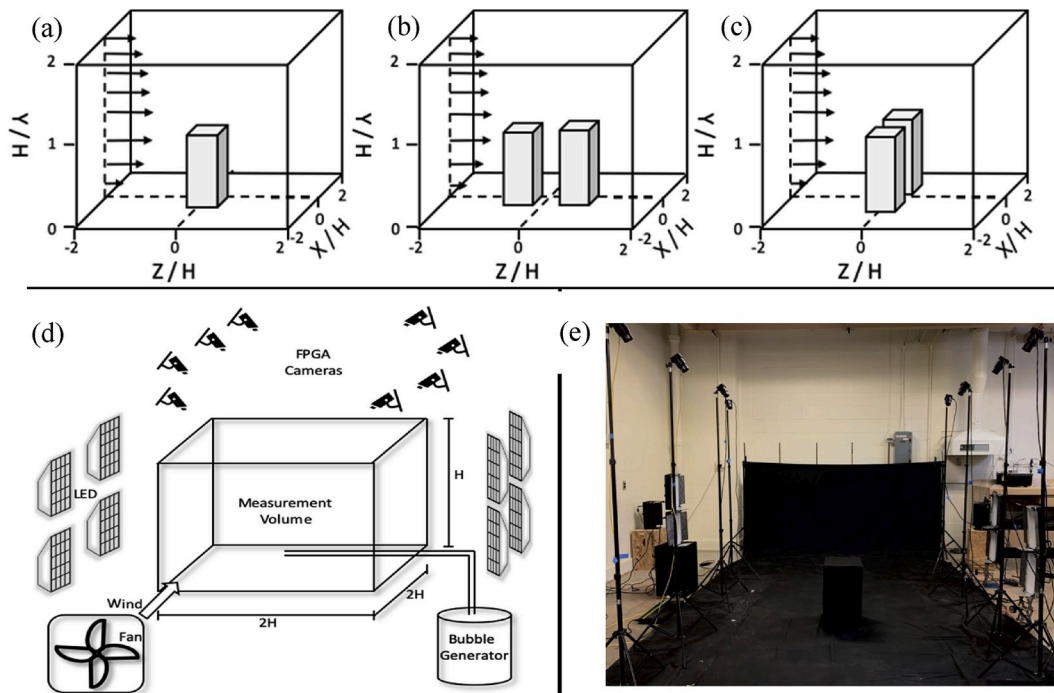 (a)
2
1
0
Y/H
-2
0
2
Z/H
-2
0
2
X/H
(b)
2
1
0
Y/H
-2
0
2
Z/H
-2
0
2
X/H
(c)
2
1
0
Y/H
-2
0
2
Z/H
-2
0
2
X/H
(d)
FPGA
Cameras
LED
Measurement
Volume
H
2H
2H
Wind
Fan
Bubble
Generator
(e)